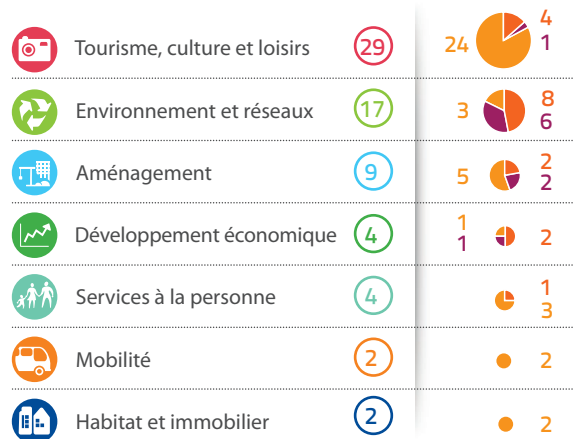 Tourisme, culture et loisirs 29 24 4 1
Environnement et réseaux 17 3 8 6
Aménagement 9 5 2 2
Développement économique 4 1 1 2
Services à la personne 4 1 3
Mobilité 2 2
Habitat et immobilier 2 2